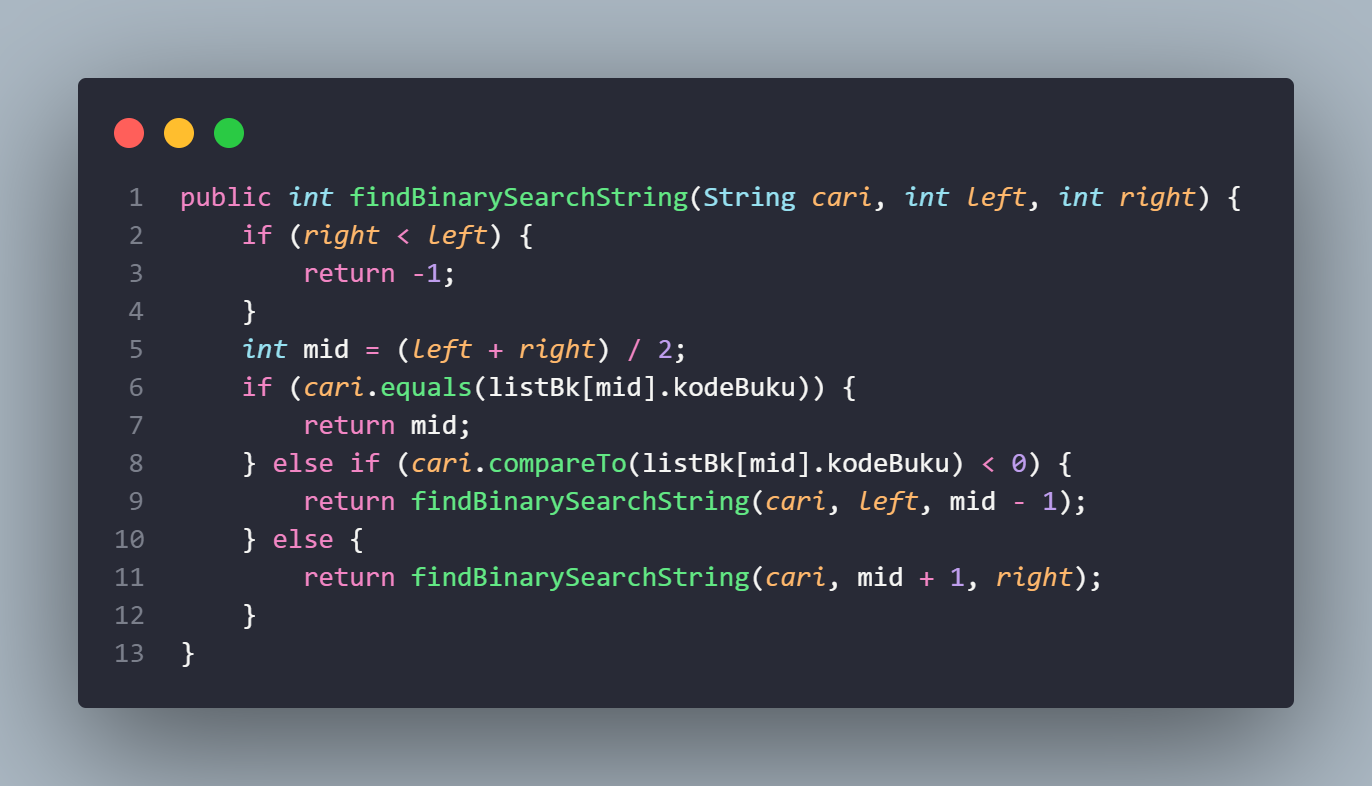 1 public int findBinarySearchString(String cari, int left, int right) {
2     if (right < left) {
3         return -1;
4     }
5     int mid = (left + right) / 2;
6     if (cari.equals(listBk[mid].kodeBuku)) {
7         return mid;
8     } else if (cari.compareTo(listBk[mid].kodeBuku) < 0) {
9         return findBinarySearchString(cari, left, mid - 1);
10     } else {
11         return findBinarySearchString(cari, mid + 1, right);
12     }
13 }